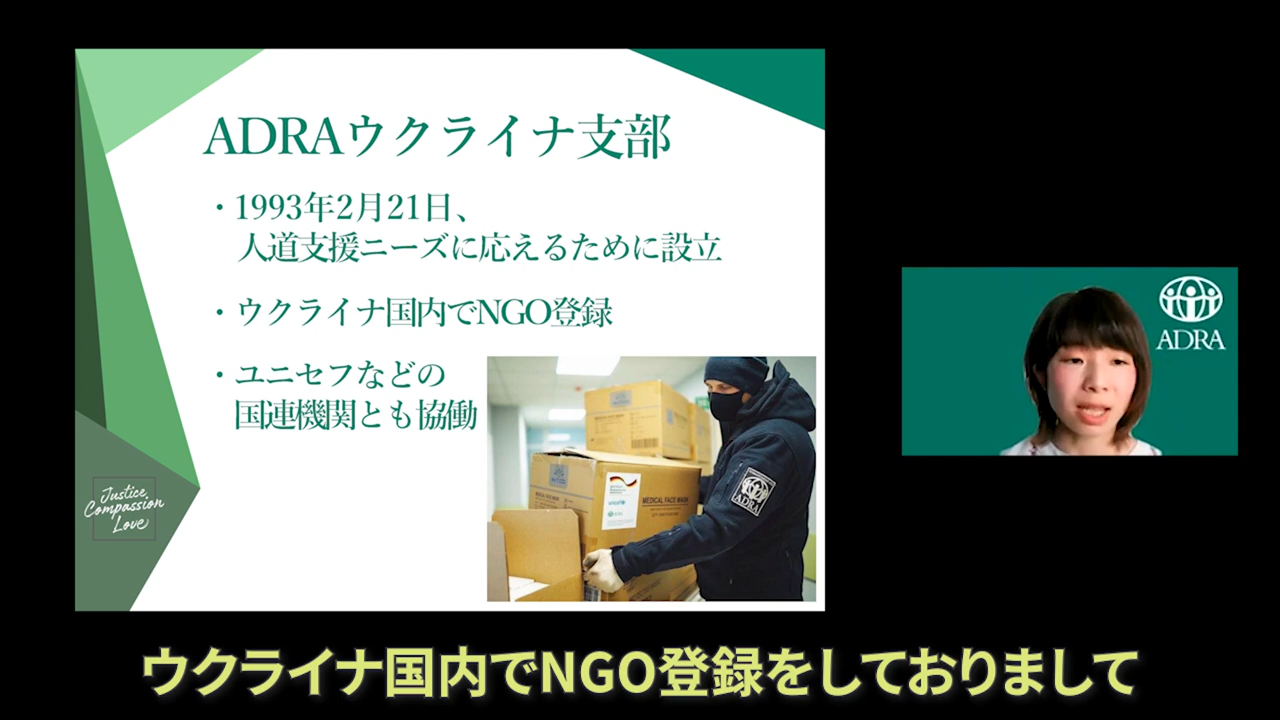 ADRAウクライナ支部
・1993年2月21日、
人道支援ニーズに応えるために設立
・ウクライナ国内でNGO登録
・ユニセフなどの
国連機関とも協働
MEDICAL FACE MASK
unicef
ADRA
Justice
Compassion
Love
ADRA
ウクライナ国内でNGO登録をしておりまして